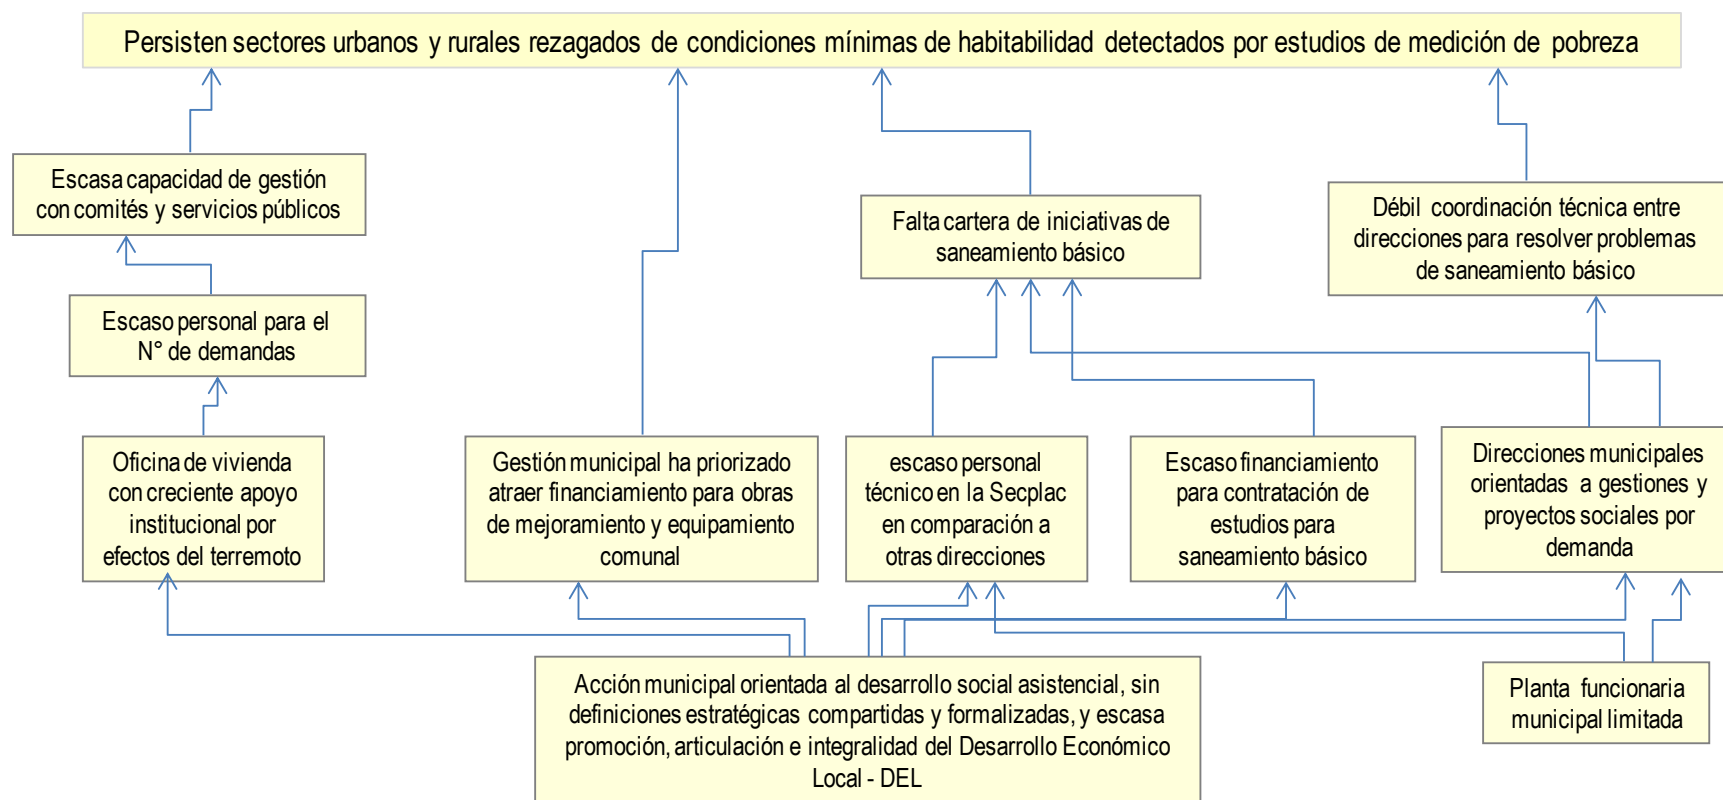 Persisten sectores urbanos y rurales rezagados de condiciones mínimas de habitabilidad detectados por estudios de medición de pobreza
Escasa capacidad de gestión
con comités y servicios públicos
Falta cartera de iniciativas de
saneamiento básico
Débil coordinación técnica entre
direcciones para resolver problemas
de saneamiento básico
Escaso personal para el
N° de demandas
Oficina de vivienda
con creciente apoyo
institucional por
efectos del terremoto
Gestión municipal ha priorizado
atraer financiamiento para obras
de mejoramiento y equipamiento
comunal
escaso personal
técnico en la Secplac
en comparación a
otras direcciones
Escaso financiamiento
para contratación de
estudios para
saneamiento básico
Direcciones municipales
orientadas a gestiones y
proyectos sociales por
demanda
Acción municipal orientada al desarrollo social asistencial, sin
definiciones estratégicas compartidas y formalizadas, y escasa
promoción, articulación e integralidad del Desarrollo Económico
Local - DEL
Planta funcionaria
municipal limitada